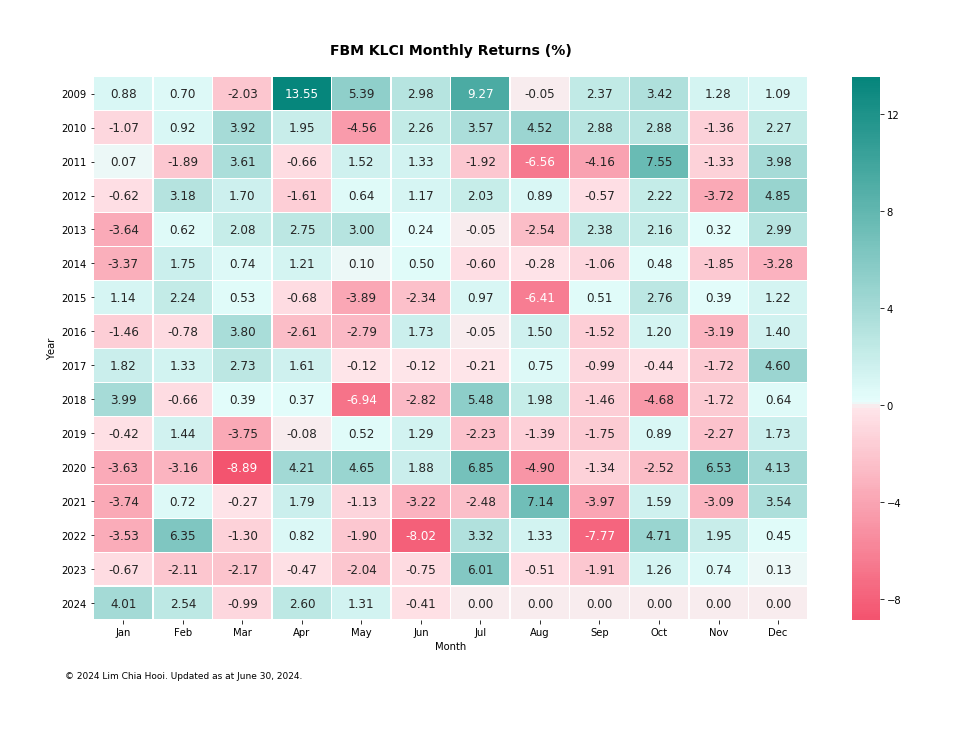 FBM KLCI Monthly Returns (%)
2009 0.88 0.70 -2.03 13.55 5.39 2.98 9.27 -0.05 2.37 3.42 1.28 1.09
2010 -1.07 0.92 3.92 1.95 -4.56 2.26 3.57 4.52 2.88 2.88 -1.36 2.27
2011 0.07 -1.89 3.61 -0.66 1.52 1.33 -1.92 -6.56 -4.16 7.55 -1.33 3.98
2012 -0.62 3.18 1.70 -1.61 0.64 1.17 2.03 0.89 -0.57 2.22 -3.72 4.85
2013 -3.64 0.62 2.08 2.75 3.00 0.24 -0.05 -2.54 2.38 2.16 0.32 2.99
2014 -3.37 1.75 0.74 1.21 0.10 0.50 -0.60 -0.28 -1.06 0.48 -1.85 -3.28
2015 1.14 2.24 0.53 -0.68 -3.89 -2.34 0.97 -6.41 0.51 2.76 0.39 1.22
2016 -1.46 -0.78 3.80 -2.61 -2.79 1.73 -0.05 1.50 -1.52 1.20 -3.19 1.40
2017 1.82 1.33 2.73 1.61 -0.12 -0.12 -0.21 0.75 -0.99 -0.44 -1.72 4.60
2018 3.99 -0.66 0.39 0.37 -6.94 -2.82 5.48 1.98 -1.46 -4.68 -1.72 0.64
2019 -0.42 1.44 -3.75 -0.08 0.52 1.29 -2.23 -1.39 -1.75 0.89 -2.27 1.73
2020 -3.63 -3.16 -8.89 4.21 4.65 1.88 6.85 -4.90 -1.34 -2.52 6.53 4.13
2021 -3.74 0.72 -0.27 1.79 -1.13 -3.22 -2.48 7.14 -3.97 1.59 -3.09 3.54
2022 -3.53 6.35 -1.30 0.82 -1.90 -8.02 3.32 1.33 -7.77 4.71 1.95 0.45
2023 -0.67 -2.11 -2.17 -0.47 -2.04 -0.75 6.01 -0.51 -1.91 1.26 0.74 0.13
2024 4.01 2.54 -0.99 2.60 1.31 -0.41 0.00 0.00 0.00 0.00 0.00 0.00
Jan Feb Mar Apr May Jun Jul Aug Sep Oct Nov Dec
Month
Year
12
8
4
0
−4
−8
© 2024 Lim Chia Hooi. Updated as at June 30, 2024.